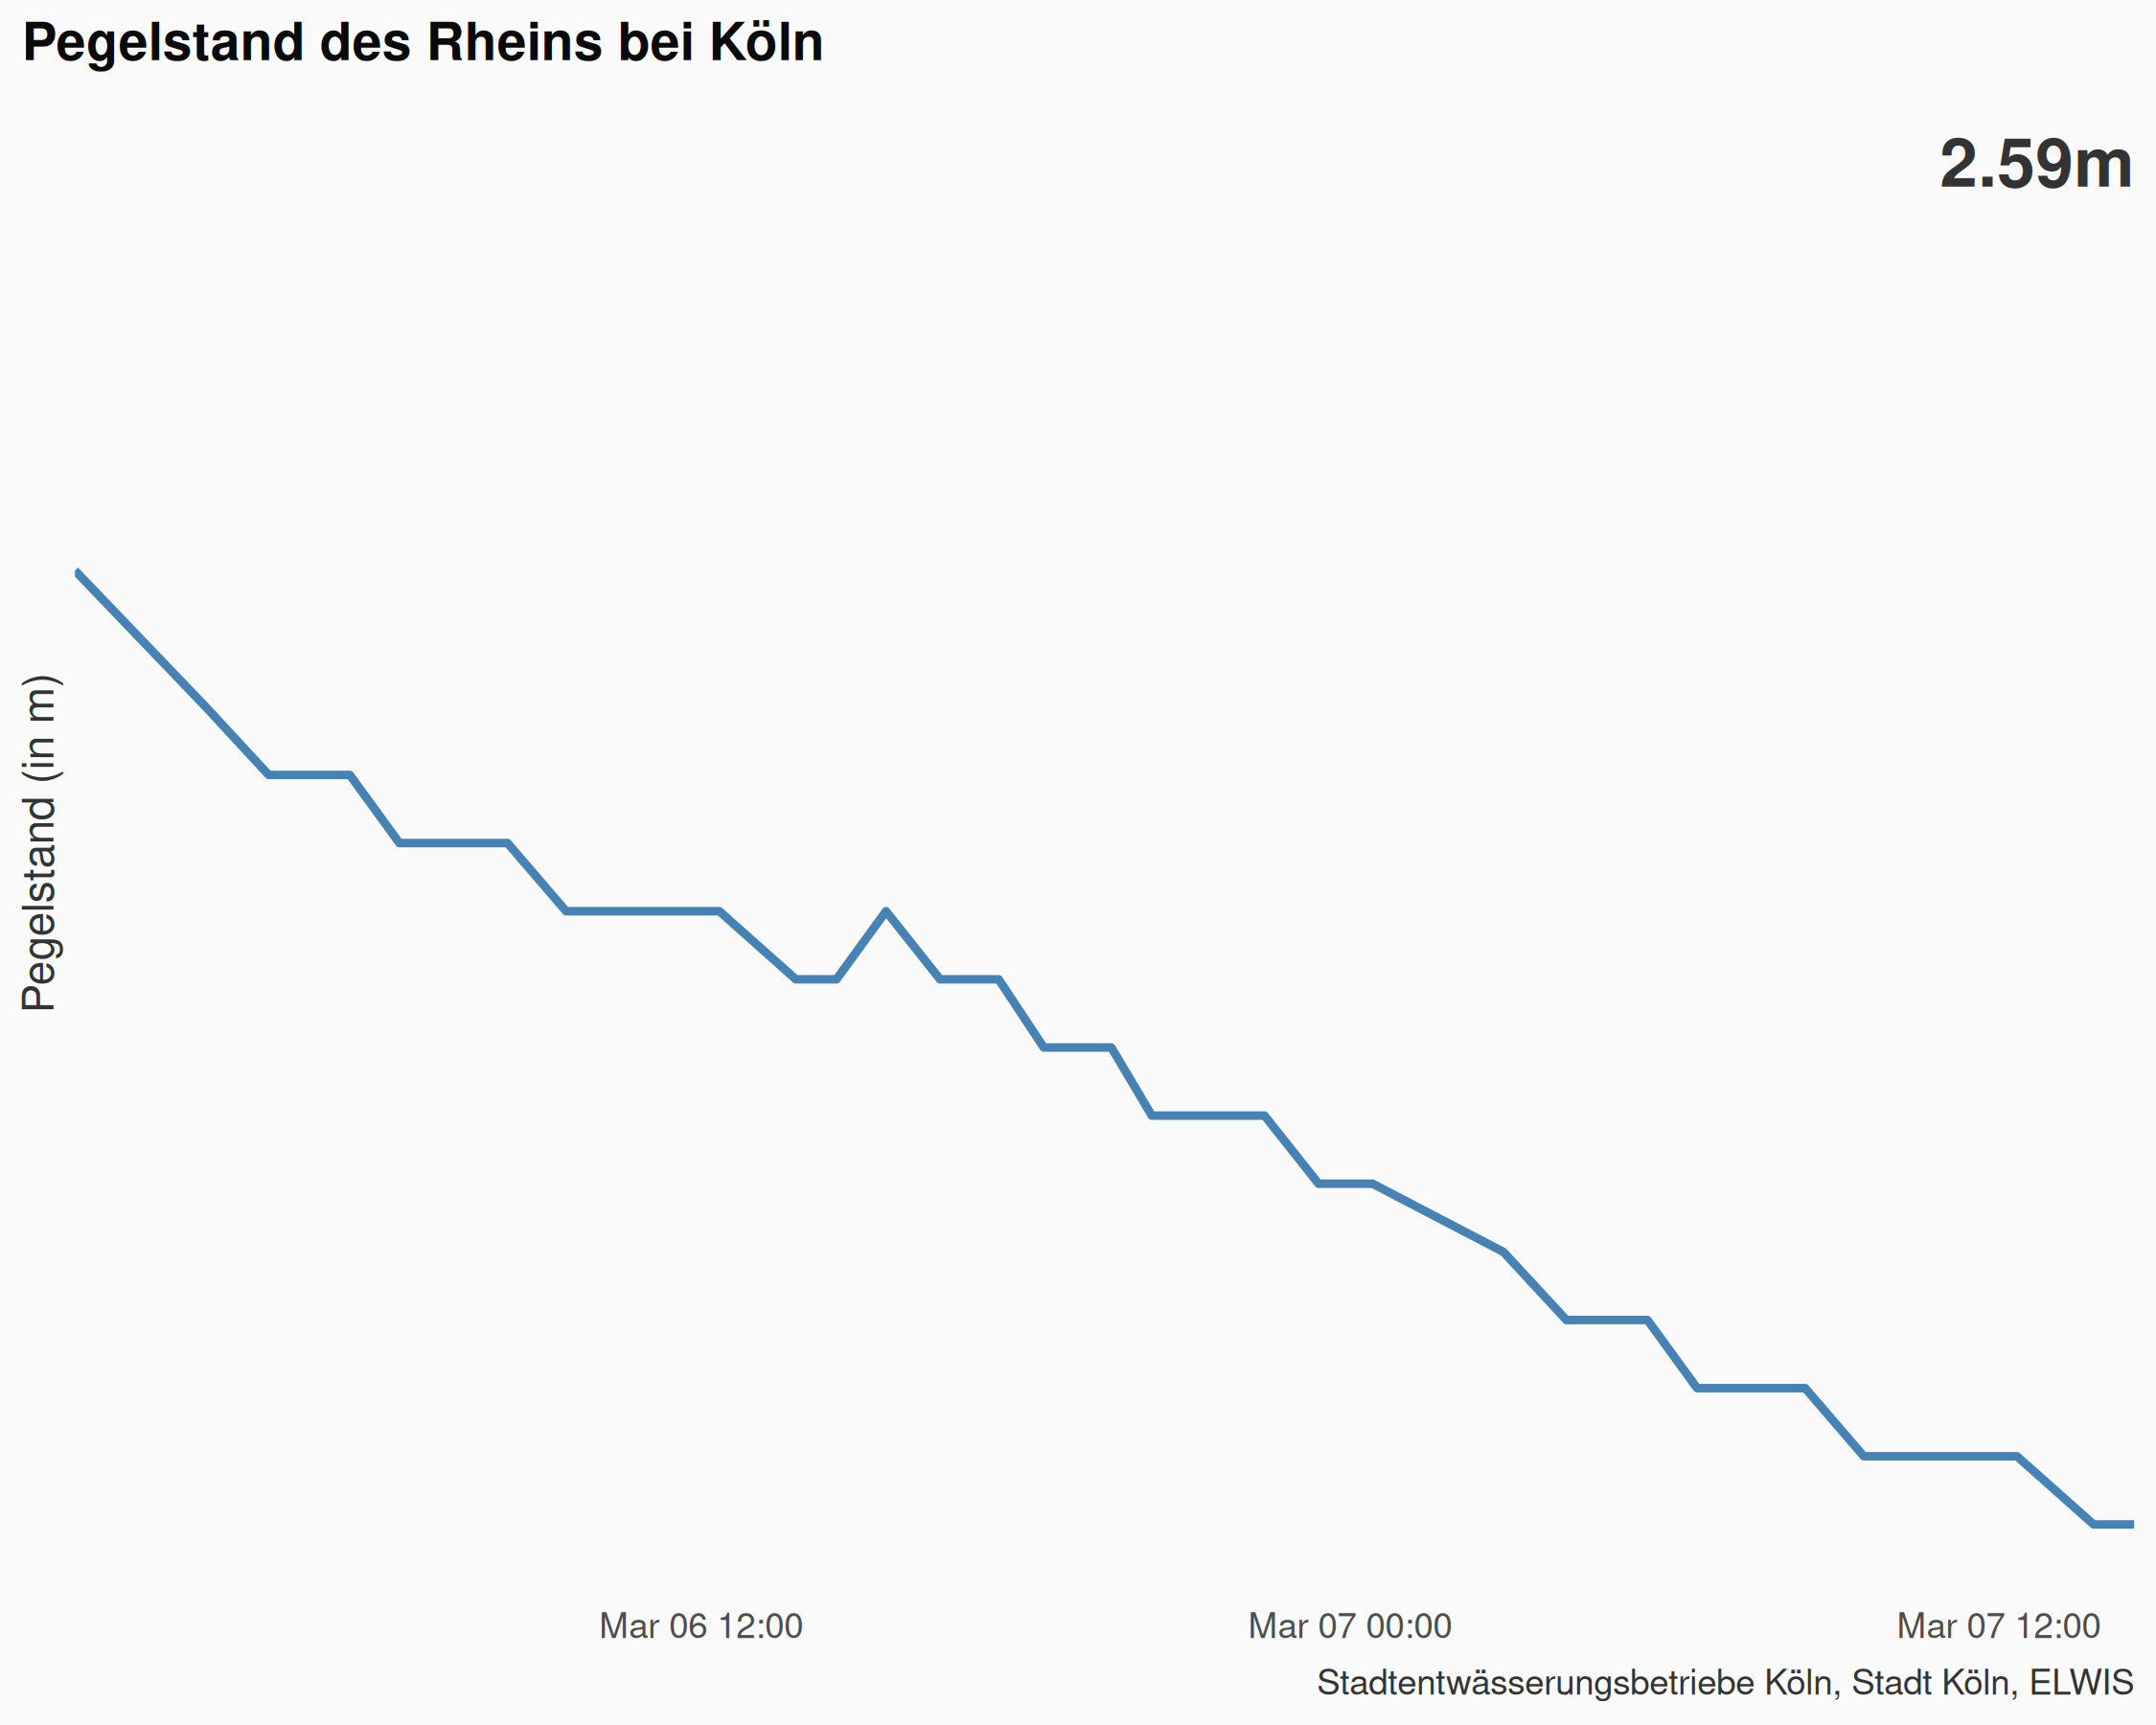 Pegelstand des Rheins bei Köln
2.59m
Pegelstand (in m)
Mar 06 12:00
Mar 07 00:00
Mar 07 12:00
Stadtentwässerungsbetriebe Köln, Stadt Köln, ELWIS